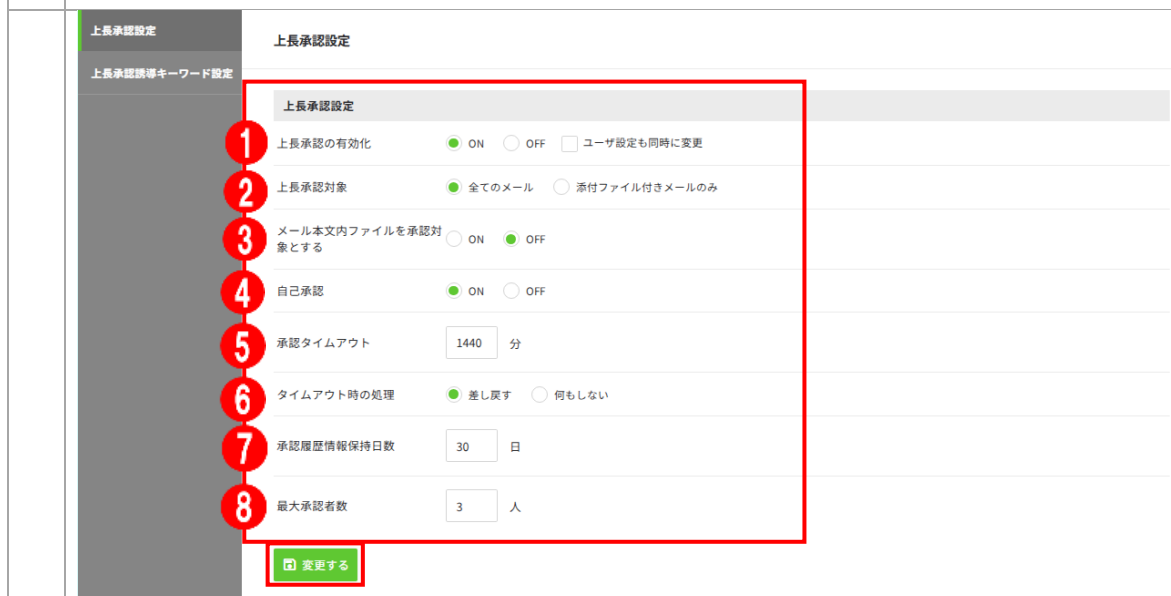 上長承認設定
上長承認誘導キーワード設定
上長承認設定
上長承認設定
1 上長承認の有効化 ON OFF ユーザ設定も同時に変更
2 上長承認対象 全てのメール 添付ファイル付きメールのみ
3 メール本文内ファイルを承認対
象とする ON OFF
4 自己承認 ON OFF
5 承認タイムアウト 1440 分
6 タイムアウト時の処理 差し戻す 何もしない
7 承認履歴情報保持日数 30 日
8 最大承認者数 3 人
変更する